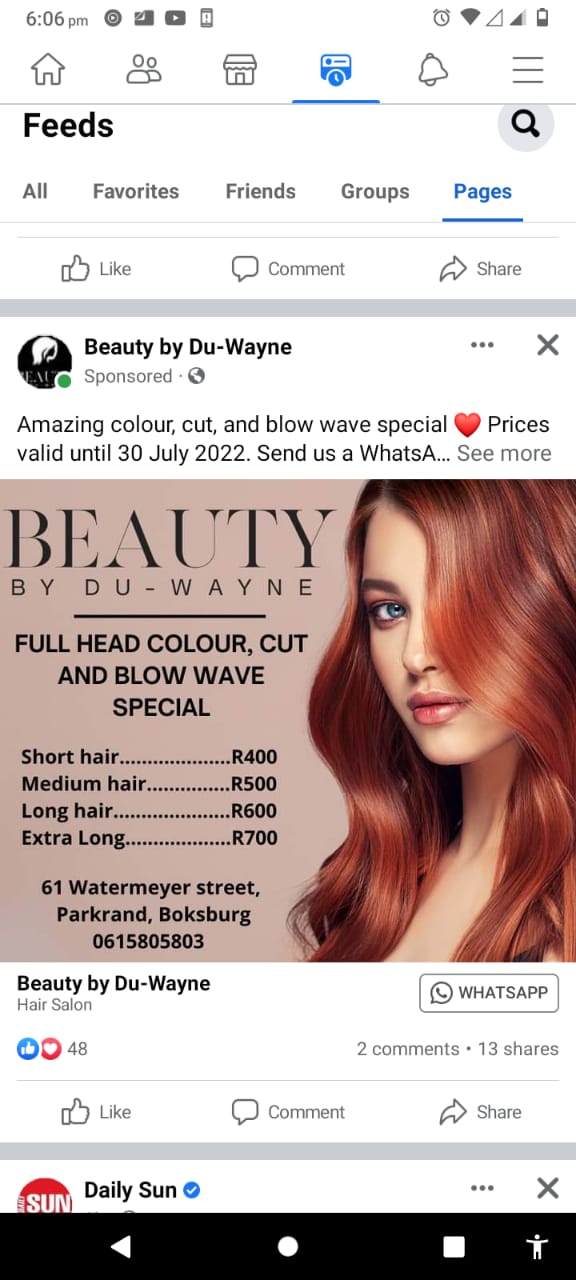 6:06 pm
Feeds
All Favorites Friends Groups Pages
Like Comment Share
Beauty by Du-Wayne
Sponsored ·
Amazing colour, cut, and blow wave special ❤️ Prices
valid until 30 July 2022. Send us a WhatsA... See more
BEAUTY
BY DU-WAYNE
FULL HEAD COLOUR, CUT
AND BLOW WAVE
SPECIAL
Short hair....................R400
Medium hair...............R500
Long hair.....................R600
Extra Long...................R700
61 Watermeyer street,
Parkrand, Boksburg
0615805803
Beauty by Du-Wayne
Hair Salon
WHATSAPP
48
2 comments • 13 shares
Like Comment Share
Daily Sun
SUN